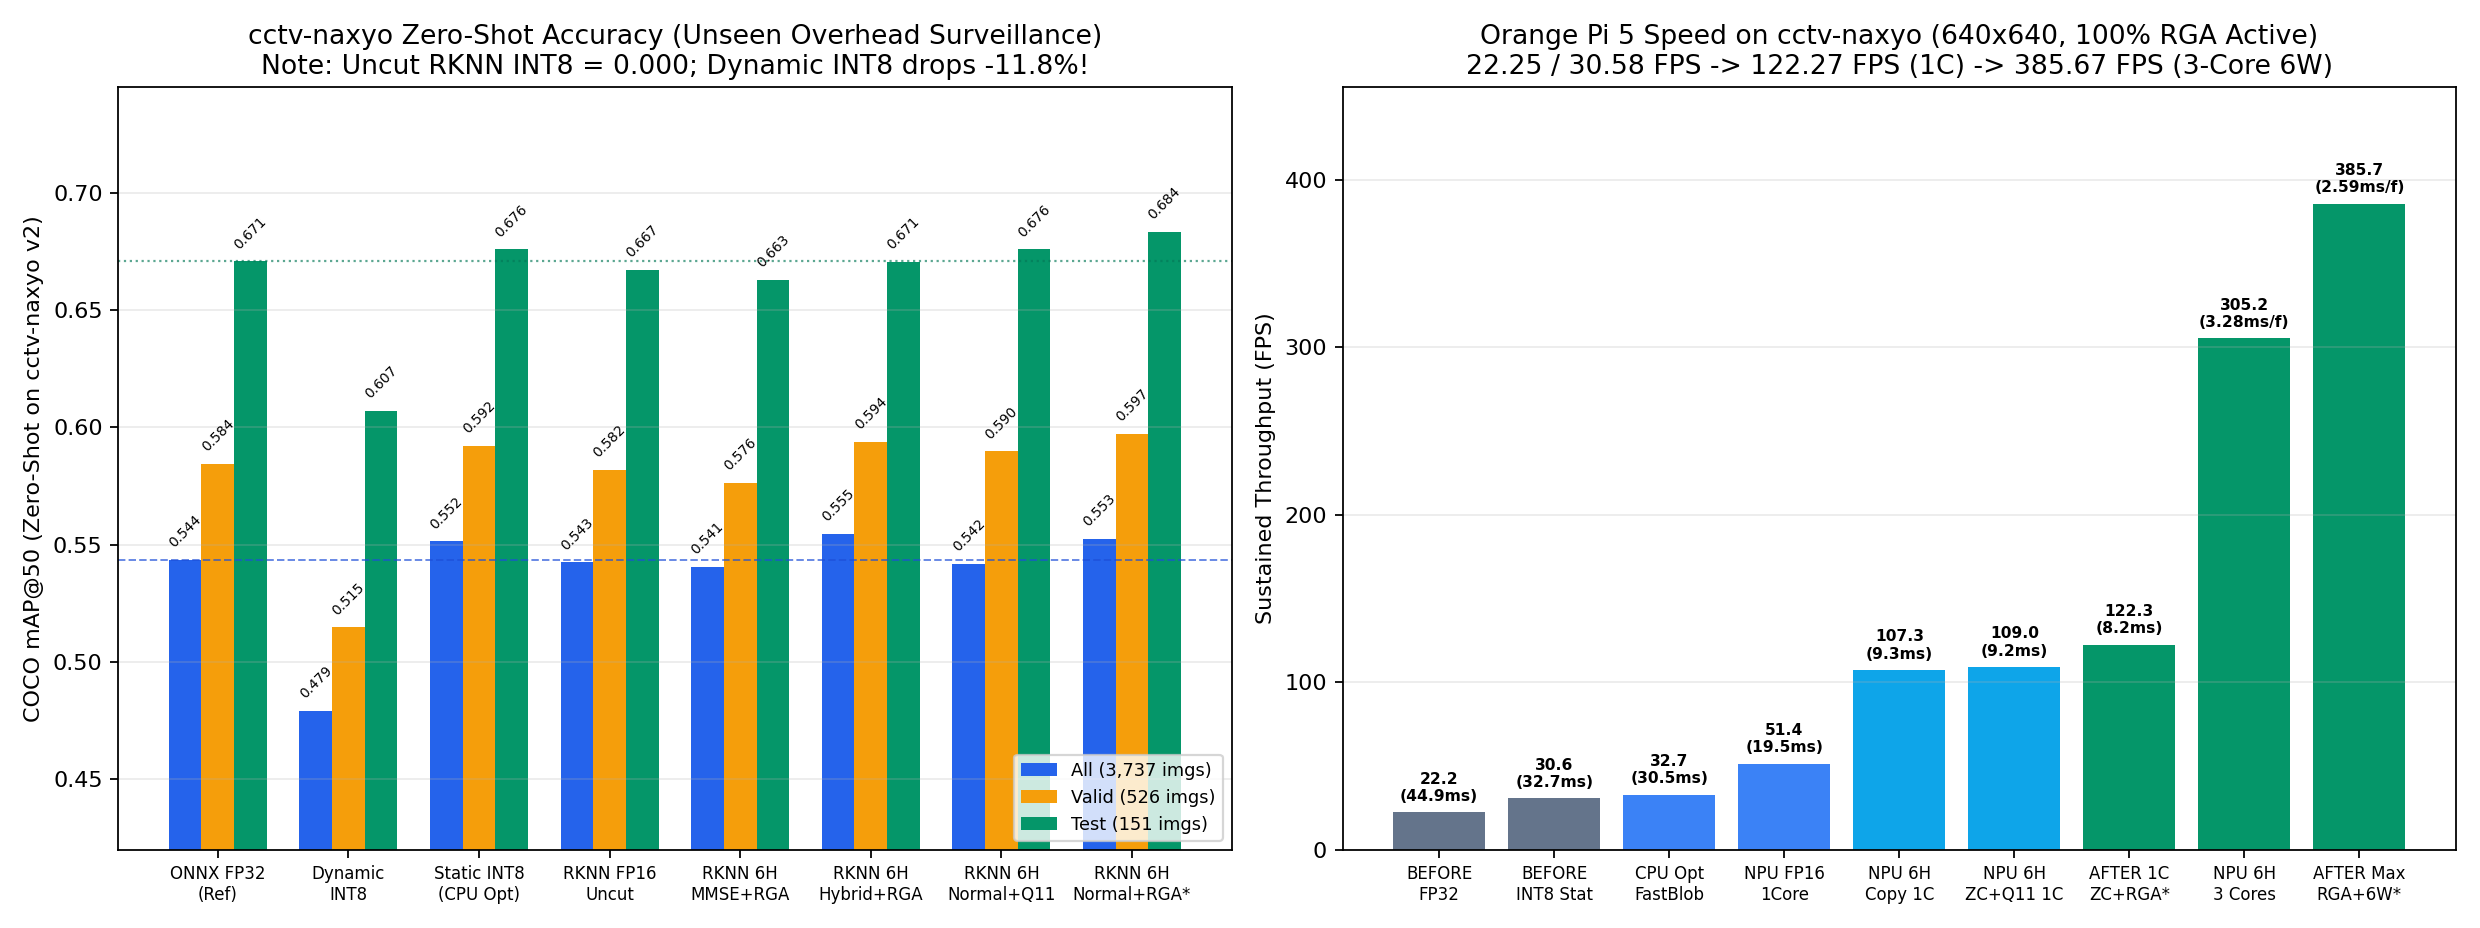 cctv-naxyo Zero-Shot Accuracy (Unseen Overhead Surveillance)
Note: Uncut RKNN INT8 = 0.000; Dynamic INT8 drops -11.8%!
COCO mAP@50 (Zero-Shot on cctv-naxyo v2)
0.70
0.65
0.60
0.55
0.50
0.45
0.544
0.584
0.671
0.479
0.515
0.607
0.552
0.592
0.676
0.543
0.582
0.667
0.541
0.576
0.663
0.555
0.594
0.671
0.542
0.590
0.676
0.553
0.597
0.684
All (3,737 imgs)
Valid (526 imgs)
Test (151 imgs)
ONNX FP32
(Ref)
Dynamic
INT8
Static INT8
(CPU Opt)
RKNN FP16
Uncut
RKNN 6H
MMSE+RGA
RKNN 6H
Hybrid+RGA
RKNN 6H
Normal+Q11
RKNN 6H
Normal+RGA*
Orange Pi 5 Speed on cctv-naxyo (640x640, 100% RGA Active)
22.25 / 30.58 FPS -> 122.27 FPS (1C) -> 385.67 FPS (3-Core 6W)
Sustained Throughput (FPS)
400
300
200
100
0
22.2
(44.9ms)
30.6
(32.7ms)
32.7
(30.5ms)
51.4
(19.5ms)
107.3
(9.3ms)
109.0
(9.2ms)
122.3
(8.2ms)
305.2
(3.28ms/f)
385.7
(2.59ms/f)
BEFORE
FP32
BEFORE
INT8 Stat
CPU Opt
FastBlob
NPU FP16
1Core
NPU 6H
Copy 1C
NPU 6H
ZC+Q11 1C
AFTER 1C
ZC+RGA*
NPU 6H
3 Cores
AFTER Max
RGA+6W*